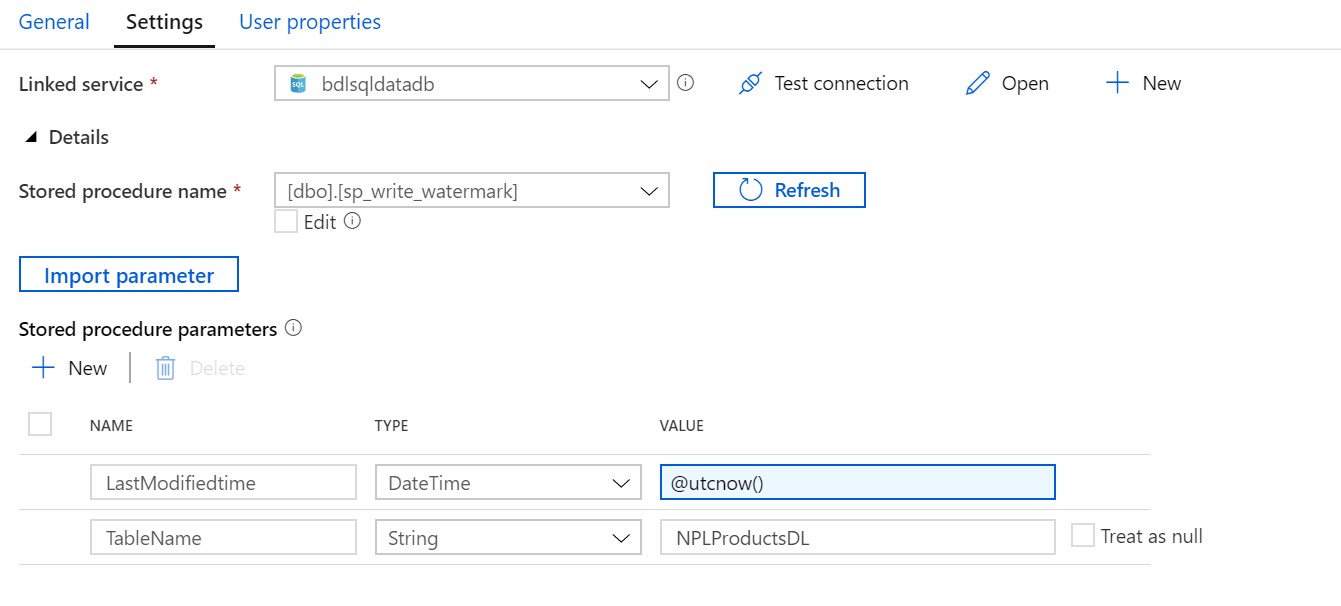 General Settings User properties
Linked service * SQL bdlsqldatadb Test connection Open New
Details
Stored procedure name * [dbo].[sp_write_watermark] Refresh
Edit
Import parameter
Stored procedure parameters
New Delete
NAME TYPE VALUE
LastModifiedtime DateTime @utcnow()
TableName String NPLProductsDL Treat as null